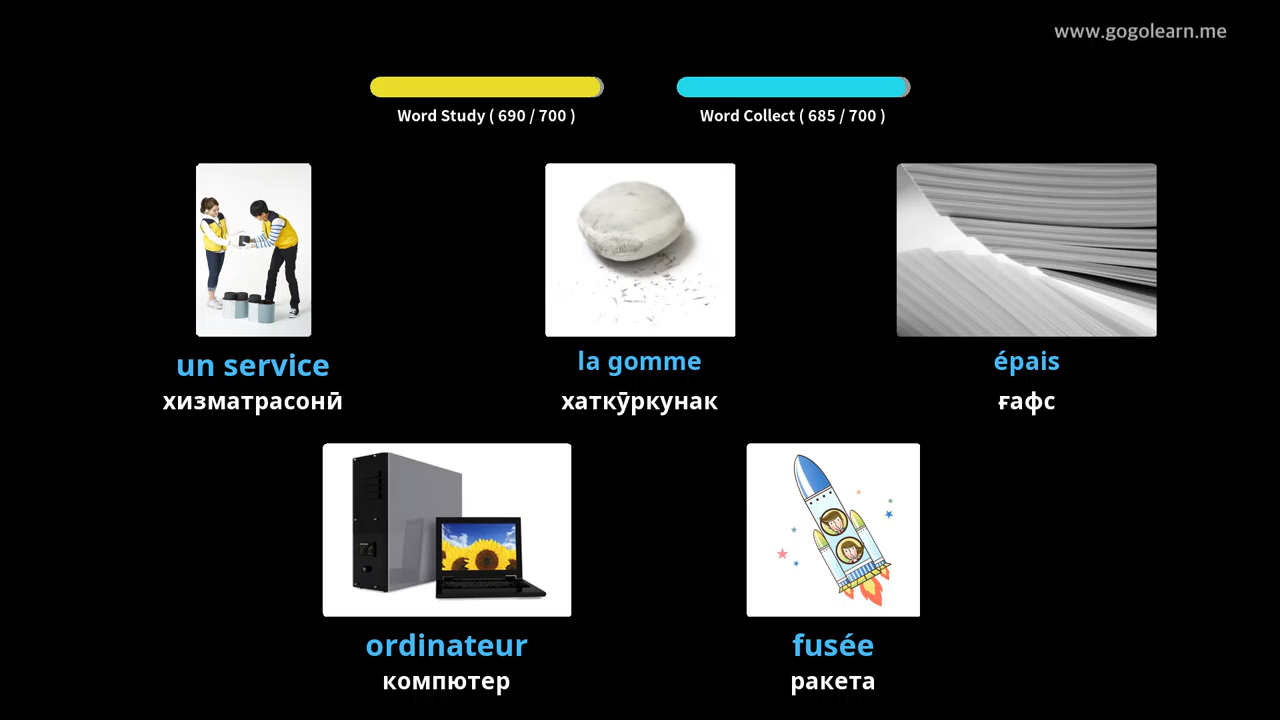 www.gogolearn.me
Word Study ( 690 / 700 )
Word Collect ( 685 / 700 )
un service
la gomme
épais
хизматрасонӣ
хаткӯркунак
ғафс
ordinateur
fusée
компютер
ракета